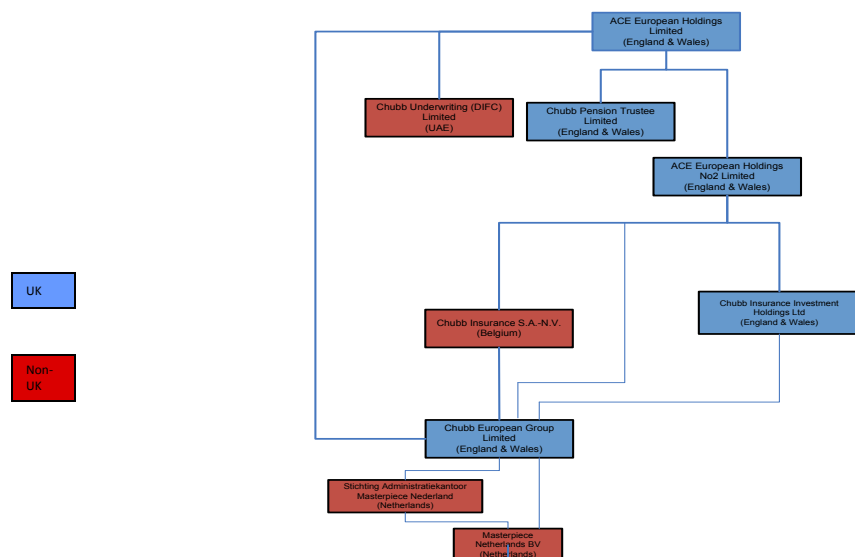 ACE European Holdings
Limited
(England & Wales)
Chubb Underwriting (DIFC)
Limited
(UAE)
Chubb Pension Trustee
Limited
(England & Wales)
ACE European Holdings
No2 Limited
(England & Wales)
UK
Chubb Insurance S.A.-N.V.
(Belgium)
Chubb Insurance Investment
Holdings Ltd
(England & Wales)
Non-
UK
Chubb European Group
Limited
(England & Wales)
Stichting Administratiekantoor
Masterpiece Nederland
(Netherlands)
Masterpiece
Netherlands BV
(Netherlands)